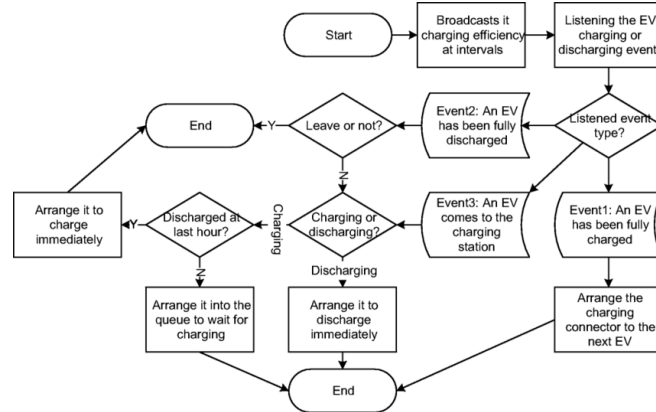 Start
Broadcasts it
charging efficiency
at intervals
Listening the EV
charging or
discharging event
End
Y
Leave or not?
Event2: An EV
has been fully
discharged
Listened event
type?
N
Arrange it to
charge
immediately
Y
Discharged at
last hour?
Charging
Charging or
discharging?
Event3: An EV
comes to the
charging
station
Event1: An EV
has been fully
charged
N
Discharging
Arrange it into the
queue to wait for
charging
Arrange it to
discharge
immediately
Arrange the
charging
connector to the
next EV
End